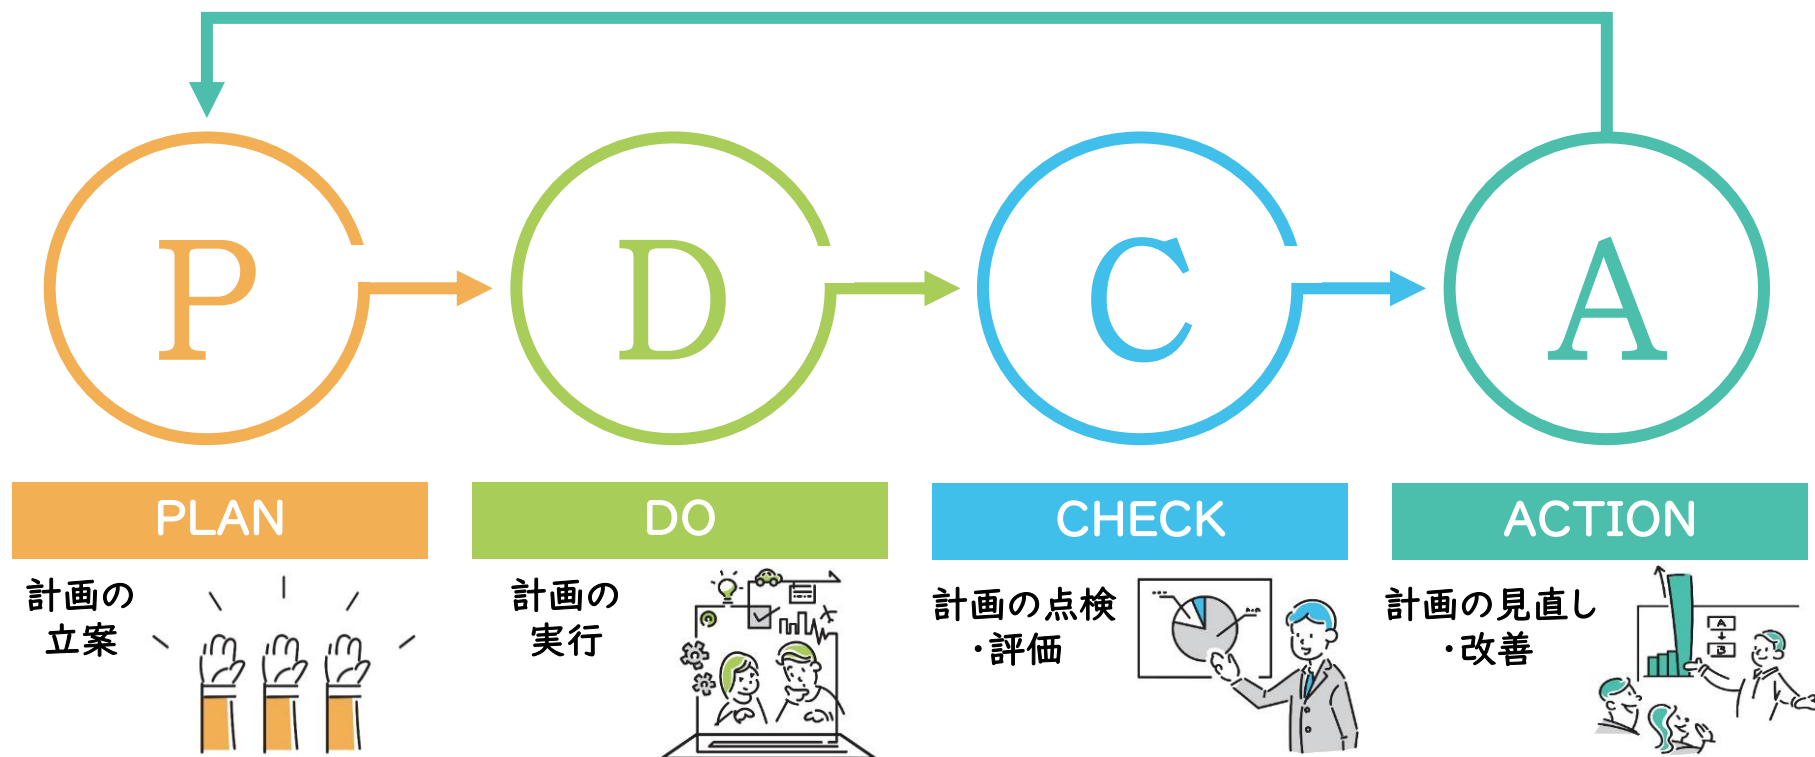 P
D
C
A
PLAN
DO
CHECK
ACTION
計画の
立案
計画の
実行
計画の点検
・評価
計画の見直し
・改善
A
B